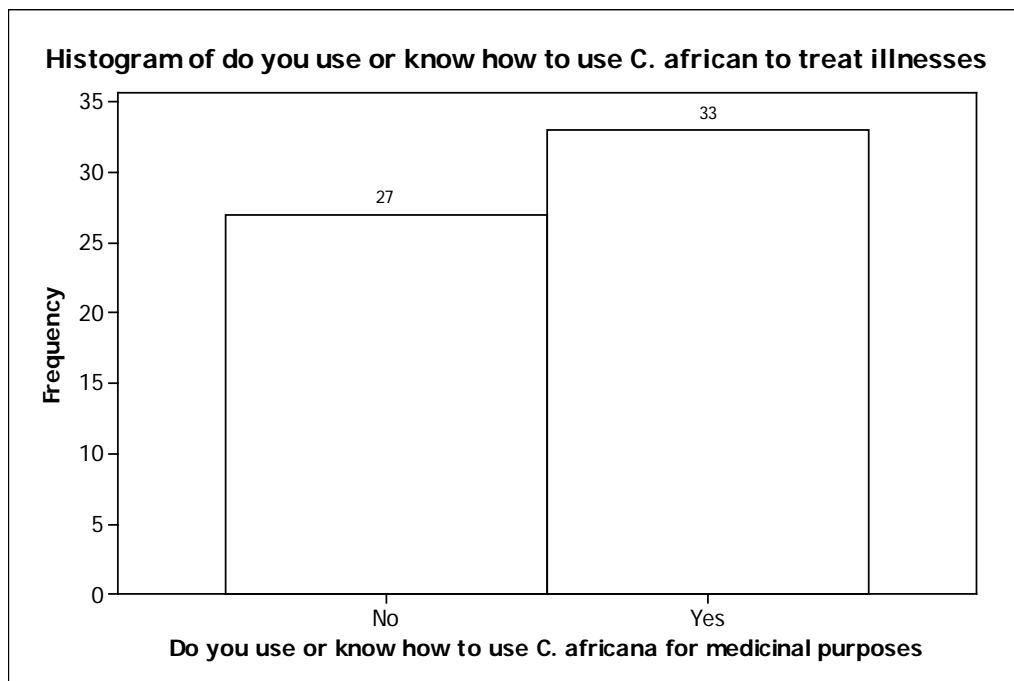 Histogram of do you use or know how to use C. african to treat illnesses
35
30
25
20
15
10
5
0
Frequency
27
33
No Yes
Do you use or know how to use C. africana for medicinal purposes